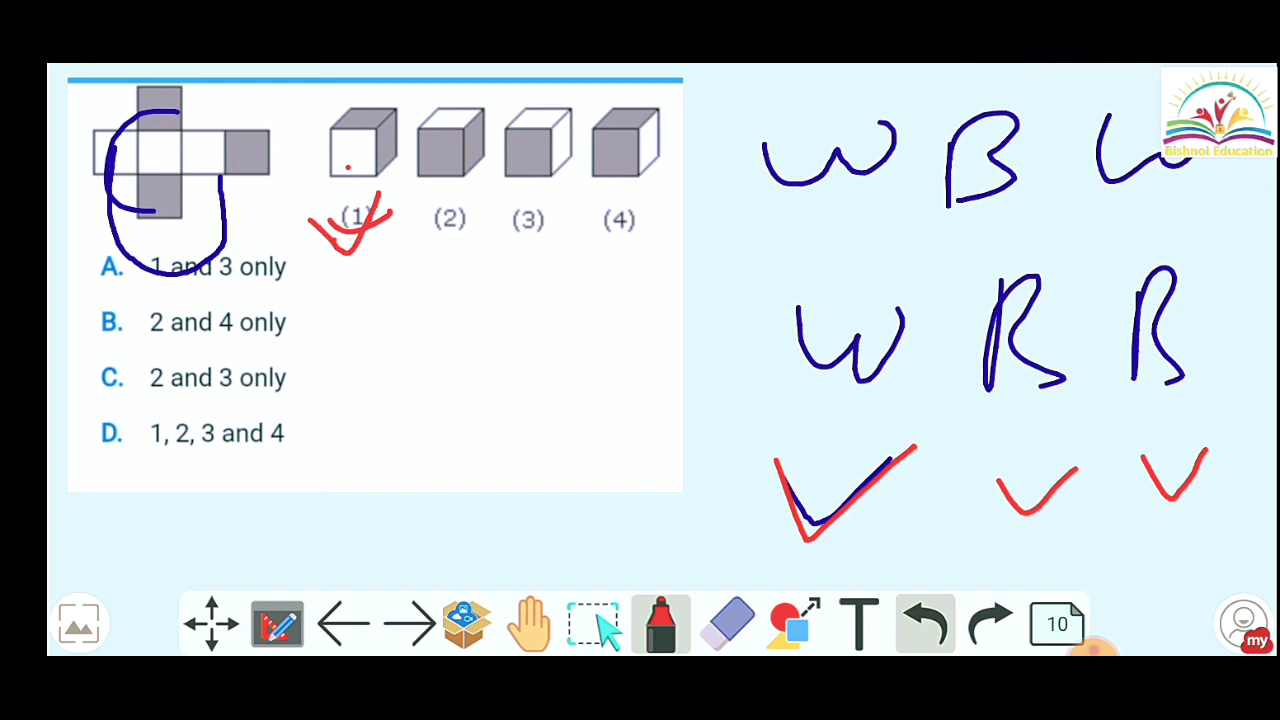 (1) (2) (3) (4)
A. 1 and 3 only
B. 2 and 4 only
C. 2 and 3 only
D. 1, 2, 3 and 4
W B W
W B B
Bishnoi Education
T
10
my